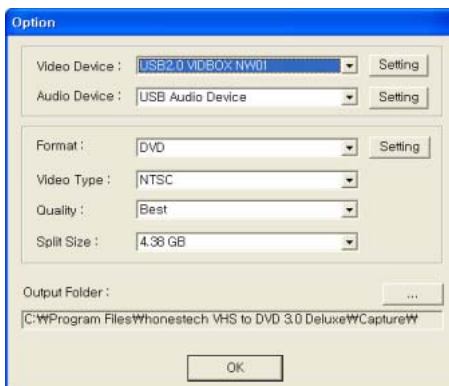 Option
Video Device : USB2.0 VIDBOX NW01 Setting
Audio Device : USB Audio Device Setting
Format : DVD Setting
Video Type : NTSC
Quality : Best
Split Size : 4.38 GB
Output Folder : ...
C:₩Program Files₩honestech VHS to DVD 3.0 Deluxe₩Capture₩
OK